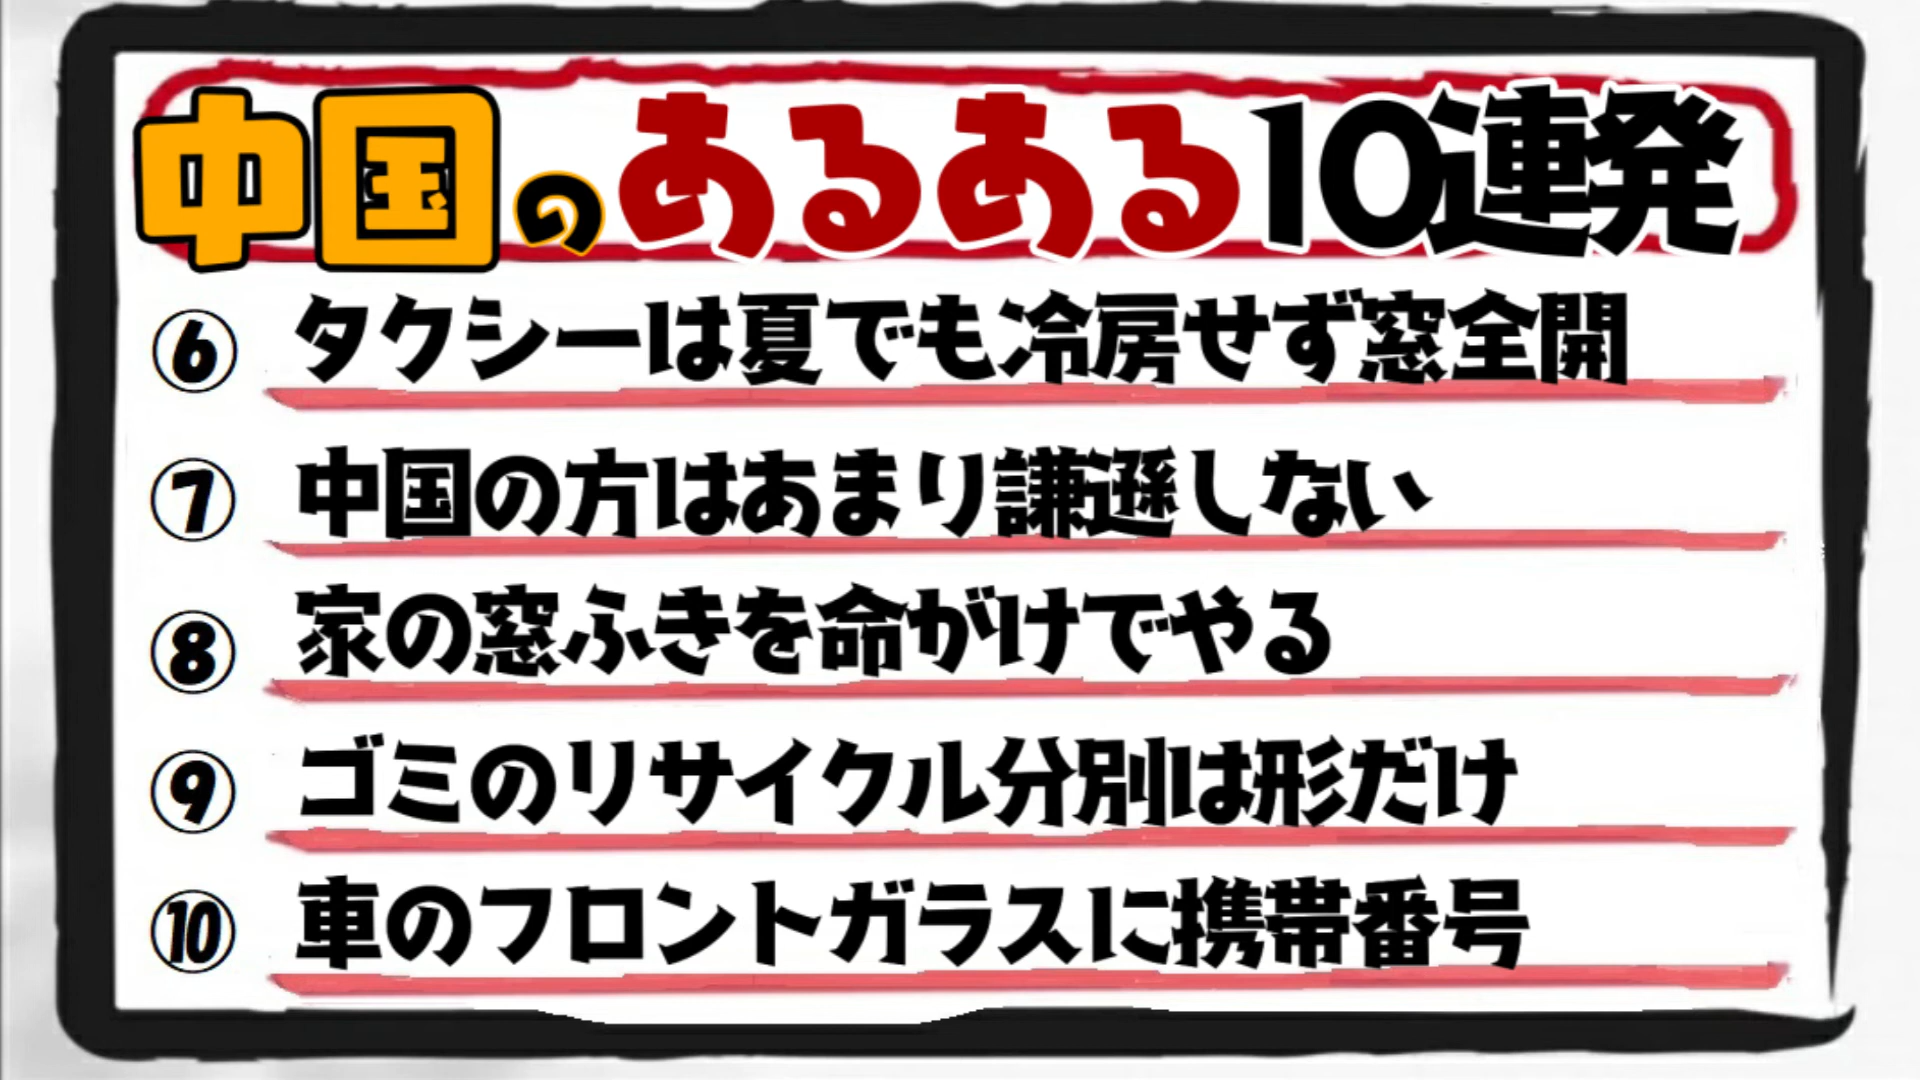 中国のあるある10連発
⑥ タクシーは夏でも冷房せず窓全開
⑦ 中国の方はあまり謙遜しない
⑧ 家の窓ふきを命がけでやる
⑨ ゴミのリサイクル分別は形だけ
⑩ 車のフロントガラスに携帯番号